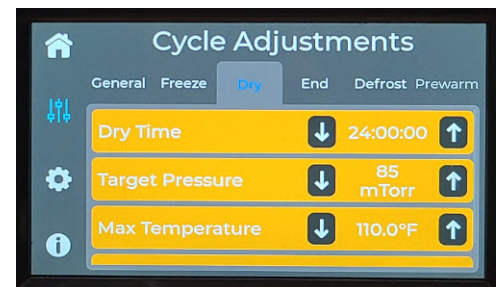 Cycle Adjustments
General Freeze Dry End Defrost Prewarm
Dry Time 24:00:00
Target Pressure 85 mTorr
Max Temperature 110.0°F